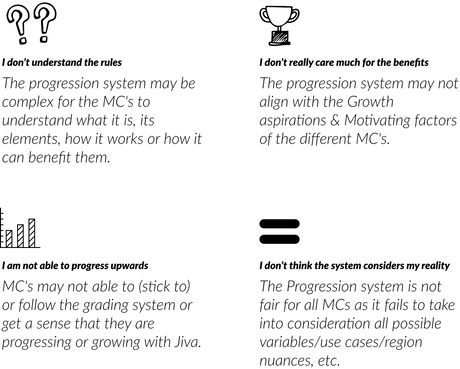 I don't understand the rules
The progression system may be
complex for the MC's to
understand what it is, its
elements, how it works or how it
can benefit them.
I don't really care much for the benefits
The progression system may not
align with the Growth
aspirations & Motivating factors
of the different MC's.
I am not able to progress upwards
MC's may not able to (stick to)
or follow the grading system or
get a sense that they are
progressing or growing with Jiva.
I don't think the system considers my reality
The Progression system is not
fair for all MCs as it fails to take
into consideration all possible
variables/use cases/region
nuances, etc.